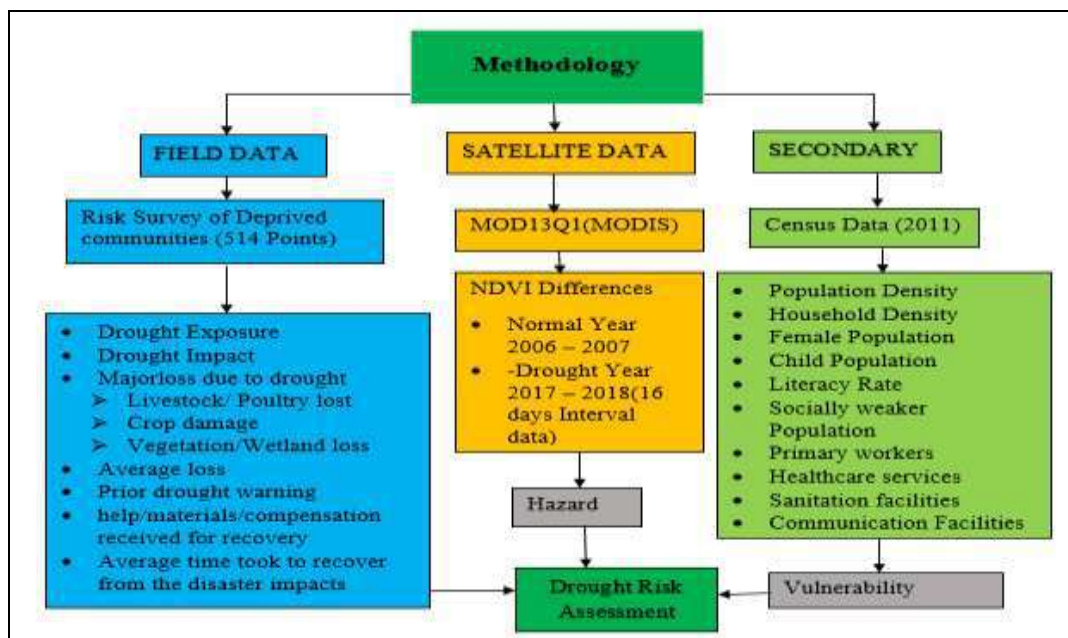 Methodology
FIELD DATA
Risk Survey of Deprived
communities (514 Points)
• Drought Exposure
• Drought Impact
• Majorloss due to drought
➢ Livestock/ Poultry lost
➢ Crop damage
➢ Vegetation/Wetland loss
• Average loss
• Prior drought warning
• help/materials/compensation
received for recovery
• Average time took to recover
from the disaster impacts
SATELLITE DATA
MOD13Q1(MODIS)
NDVI Differences
• Normal Year
2006 – 2007
• -Drought Year
2017 – 2018(16
days Interval
data)
Hazard
SECONDARY
Census Data (2011)
• Population Density
• Household Density
• Female Population
• Child Population
• Literacy Rate
• Socially weaker
Population
• Primary workers
• Healthcare services
• Sanitation facilities
• Communication Facilities
Vulnerability
Drought Risk
Assessment